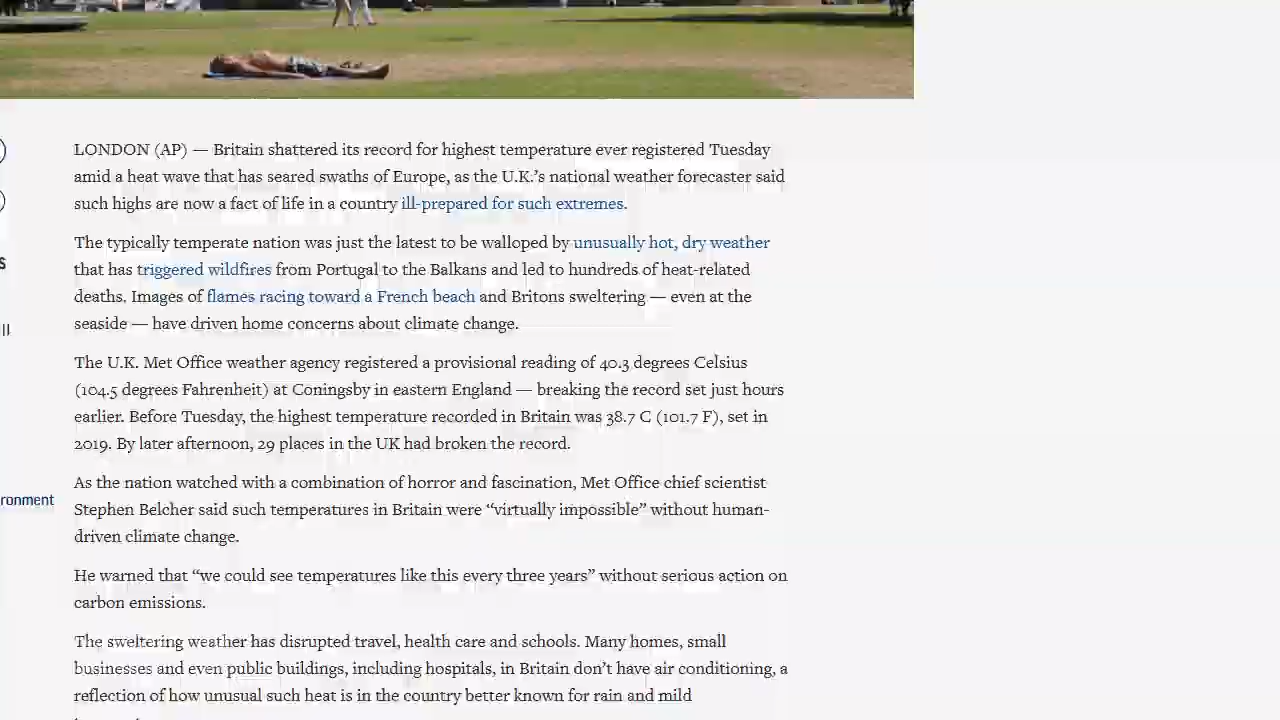 LONDON (AP) — Britain shattered its record for highest temperature ever registered Tuesday
amid a heat wave that has seared swaths of Europe, as the U.K.’s national weather forecaster said
such highs are now a fact of life in a country ill-prepared for such extremes.
The typically temperate nation was just the latest to be walloped by unusually hot, dry weather
that has triggered wildfires from Portugal to the Balkans and led to hundreds of heat-related
deaths. Images of flames racing toward a French beach and Britons sweltering — even at the
seaside — have driven home concerns about climate change.
The U.K. Met Office weather agency registered a provisional reading of 40.3 degrees Celsius
(104.5 degrees Fahrenheit) at Coningsby in eastern England — breaking the record set just hours
earlier. Before Tuesday, the highest temperature recorded in Britain was 38.7 C (101.7 F), set in
2019. By later afternoon, 29 places in the UK had broken the record.
As the nation watched with a combination of horror and fascination, Met Office chief scientist
Stephen Belcher said such temperatures in Britain were “virtually impossible” without human-
driven climate change.
ronment
He warned that “we could see temperatures like this every three years” without serious action on
carbon emissions.
The sweltering weather has disrupted travel, health care and schools. Many homes, small
businesses and even public buildings, including hospitals, in Britain don’t have air conditioning, a
reflection of how unusual such heat is in the country better known for rain and mild